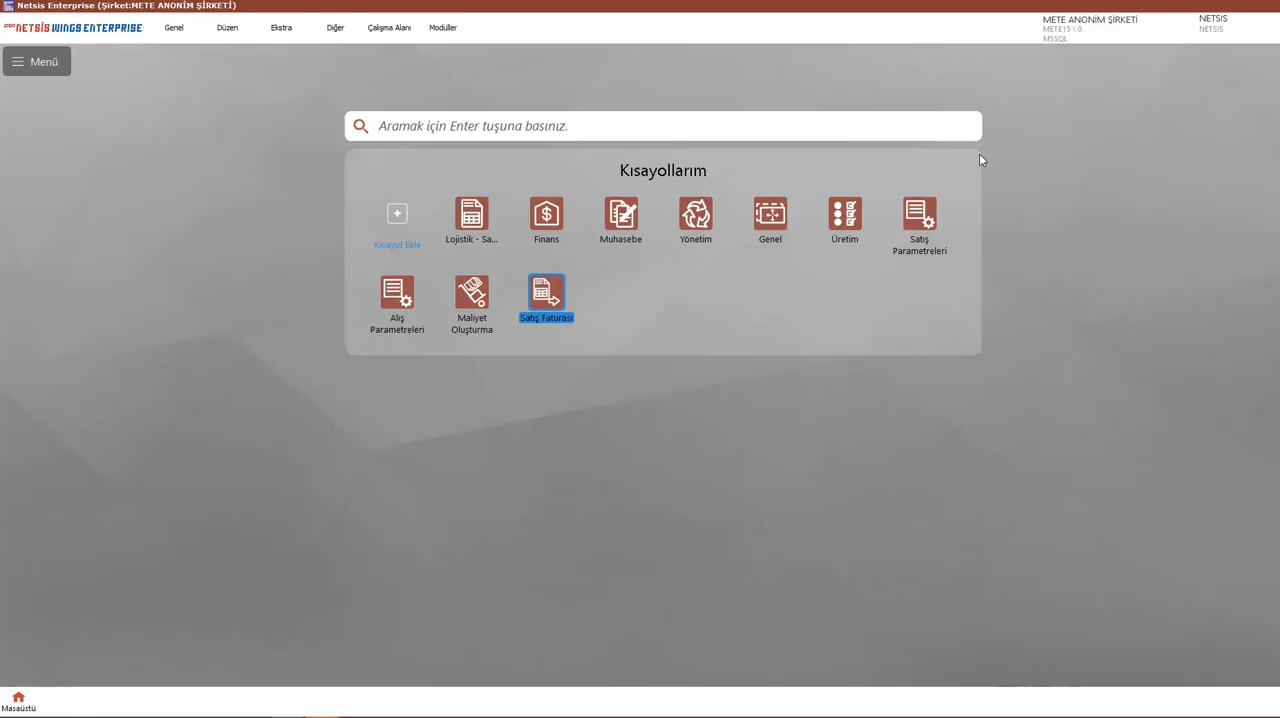 Netsis Enterprise (Şirket:METE ANONİM ŞİRKETİ)
NETSİS WINGS ENTERPRISE
Genel
Düzen
Ekstra
Diğer
Çalışma Alanı
Modüller
METE ANONİM ŞİRKETİ
METE15 \ 0
MSSQL
NETSIS
NETSIS
Menü
Aramak için Enter tuşuna basınız.
Kısayollarım
Kısayol Ekle
Lojistik - Sa...
Finans
Muhasebe
Yönetim
Genel
Üretim
Satış
Parametreleri
Alış
Parametreleri
Maliyet
Oluşturma
Satış Faturası
Masaüstü